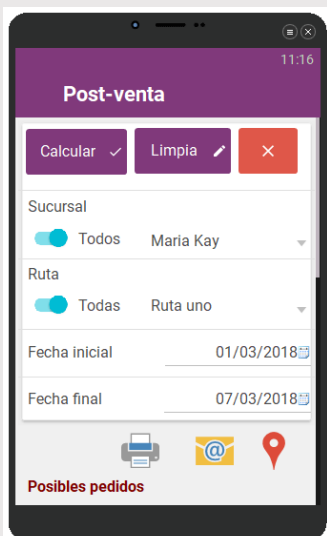 11:16
Post-venta
Calcular Limpia
Sucursal
Todos Maria Kay
Ruta
Todas Ruta uno
Fecha inicial 01/03/2018
Fecha final 07/03/2018
@
Posibles pedidos